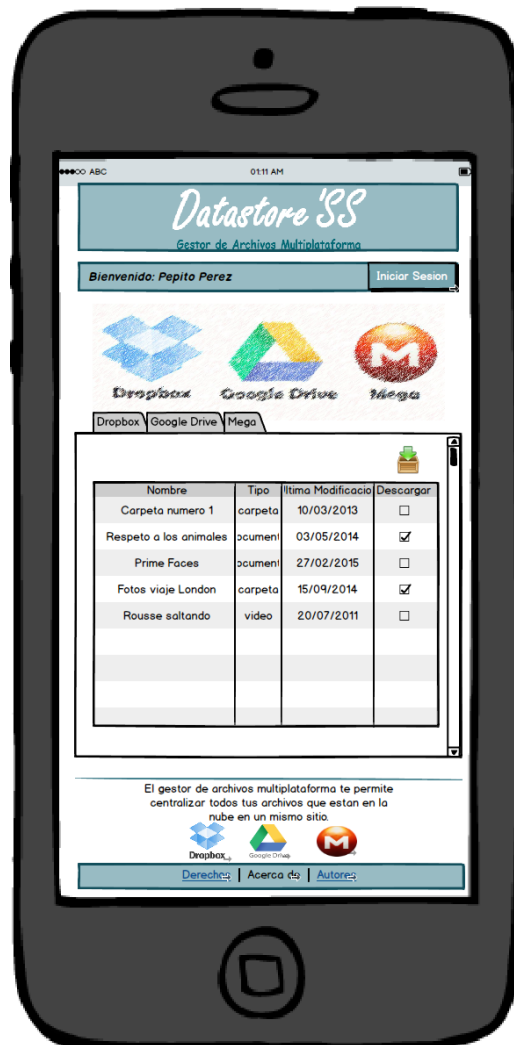 ABC 01:11 AM
Datastore 'SS
Gestor de Archivos Multiplataforma
Bienvenido: Pepito Perez Iniciar Sesion
Dropbox Google Drive Mega
Dropbox Google Drive Mega
Nombre Tipo ltima Modificacio Descargar
Carpeta numero 1 carpeta 10/03/2013
Respeto a los animales ocument 03/05/2014
Prime Faces ocument 27/02/2015
Fotos viaje London carpeta 15/09/2014
Rousse saltando video 20/07/2011
El gestor de archivos multiplataforma te permite
centralizar todos tus archivos que estan en la
nube en un mismo sitio.
Dropbox Google Drive
Derechos | Acerca de | Autores